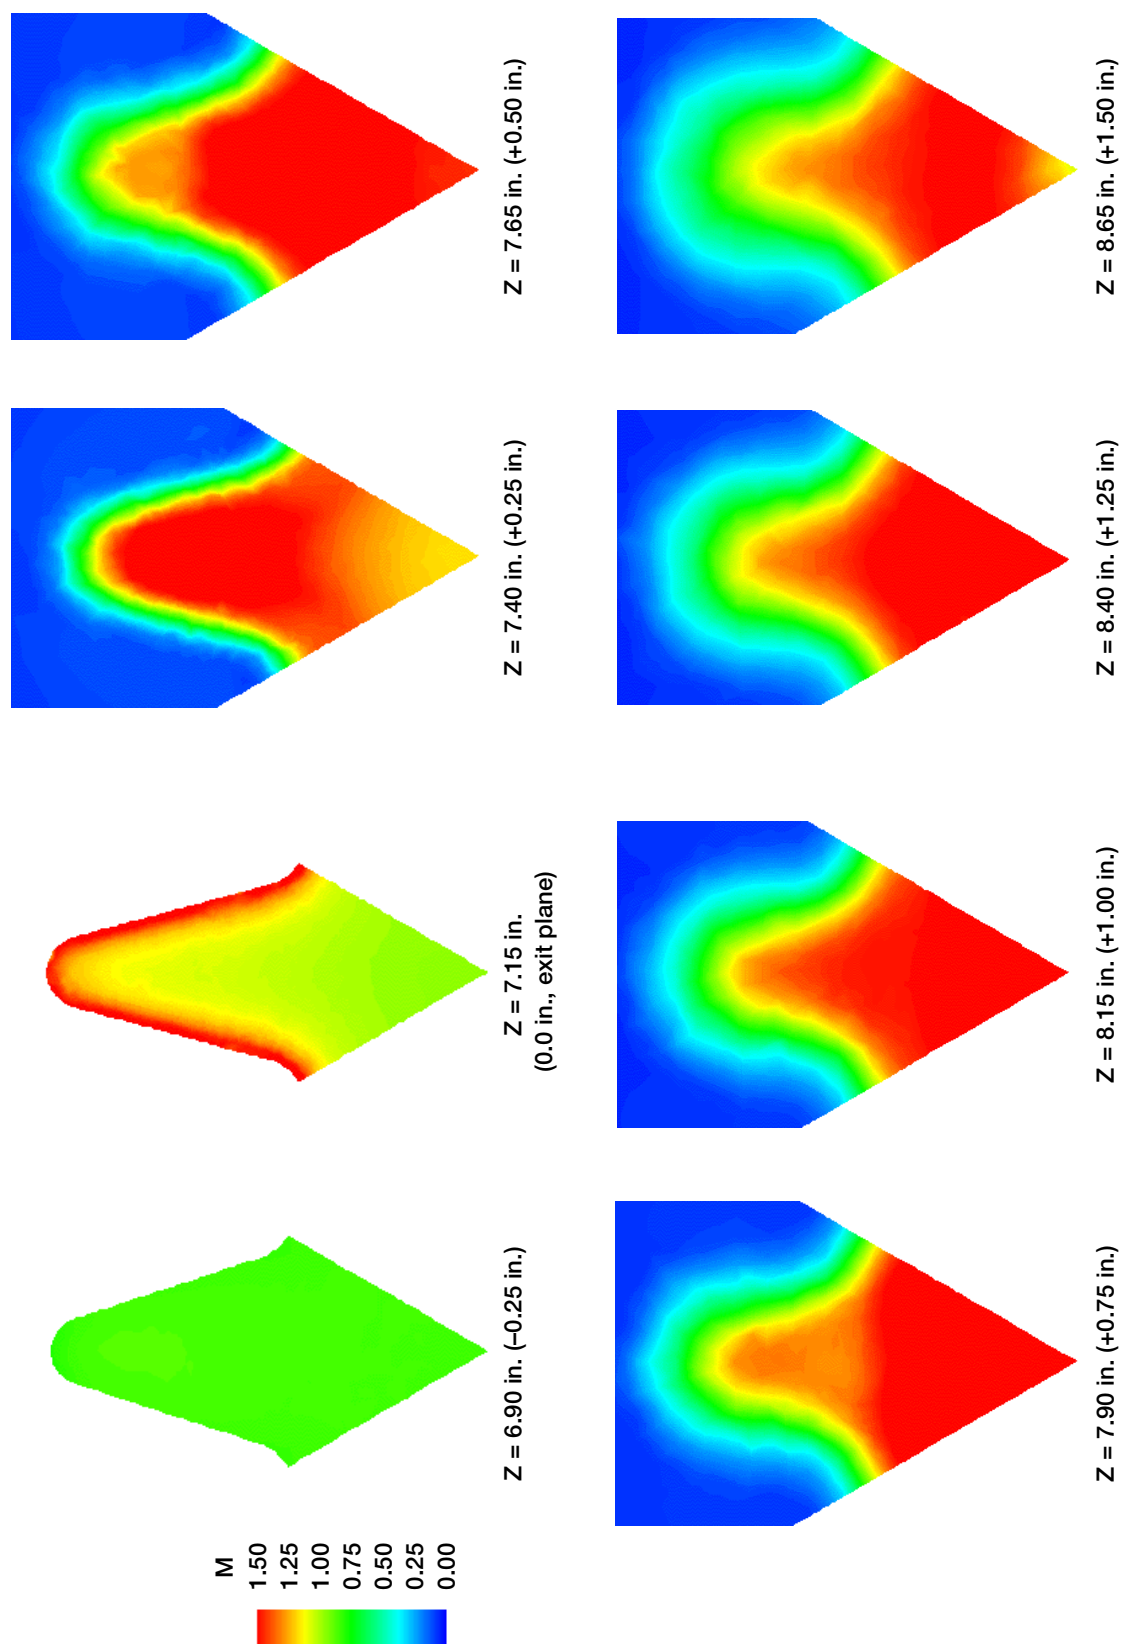 M
1.50
1.25
1.00
0.75
0.50
0.25
0.00
Z = 6.90 in. (–0.25 in.)
Z = 7.15 in.
(0.0 in., exit plane)
Z = 7.40 in. (+0.25 in.)
Z = 7.65 in. (+0.50 in.)
Z = 7.90 in. (+0.75 in.)
Z = 8.15 in. (+1.00 in.)
Z = 8.40 in. (+1.25 in.)
Z = 8.65 in. (+1.50 in.)